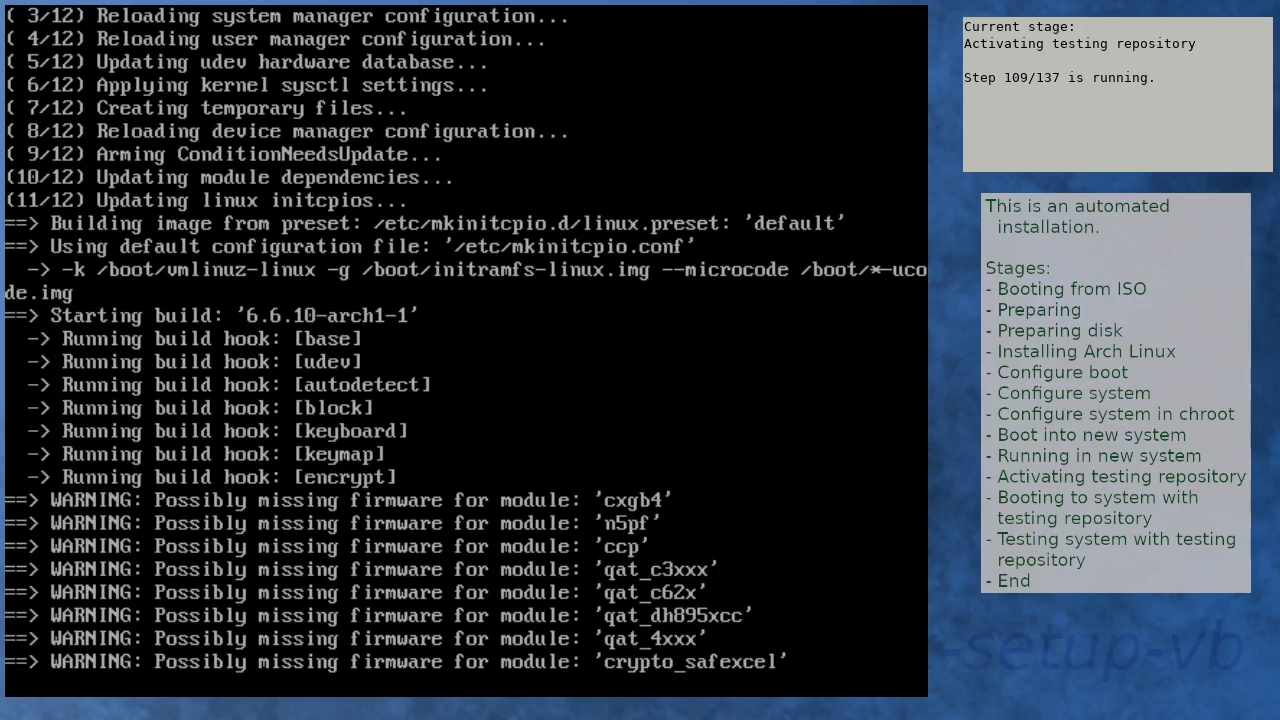 ( 3/12) Reloading system manager configuration...
( 4/12) Reloading user manager configuration...
( 5/12) Updating udev hardware database...
( 6/12) Applying kernel sysctl settings...
( 7/12) Creating temporary files...
( 8/12) Reloading device manager configuration...
( 9/12) Arming ConditionNeedsUpdate...
(10/12) Updating module dependencies...
(11/12) Updating linux initcpios...
==> Building image from preset: /etc/mkinitcpio.d/linux.preset: 'default'
==> Using default configuration file: '/etc/mkinitcpio.conf'
  -> -k /boot/vmlinuz-linux -g /boot/initramfs-linux.img --microcode /boot/*-uco
de.img
==> Starting build: '6.6.10-arch1-1'
  -> Running build hook: [base]
  -> Running build hook: [udev]
  -> Running build hook: [autodetect]
  -> Running build hook: [block]
  -> Running build hook: [keyboard]
  -> Running build hook: [keymap]
  -> Running build hook: [encrypt]
==> WARNING: Possibly missing firmware for module: 'cxgb4'
==> WARNING: Possibly missing firmware for module: 'n5pf'
==> WARNING: Possibly missing firmware for module: 'ccp'
==> WARNING: Possibly missing firmware for module: 'qat_c3xxx'
==> WARNING: Possibly missing firmware for module: 'qat_c62x'
==> WARNING: Possibly missing firmware for module: 'qat_dh895xcc'
==> WARNING: Possibly missing firmware for module: 'qat_4xxx'
==> WARNING: Possibly missing firmware for module: 'crypto_safexcel'
Current stage:
Activating testing repository
Step 109/137 is running.
This is an automated
installation.
Stages:
- Booting from ISO
- Preparing
- Preparing disk
- Installing Arch Linux
- Configure boot
- Configure system
- Configure system in chroot
- Boot into new system
- Running in new system
- Activating testing repository
- Booting to system with
testing repository
- Testing system with testing
repository
- End
-setup-vb